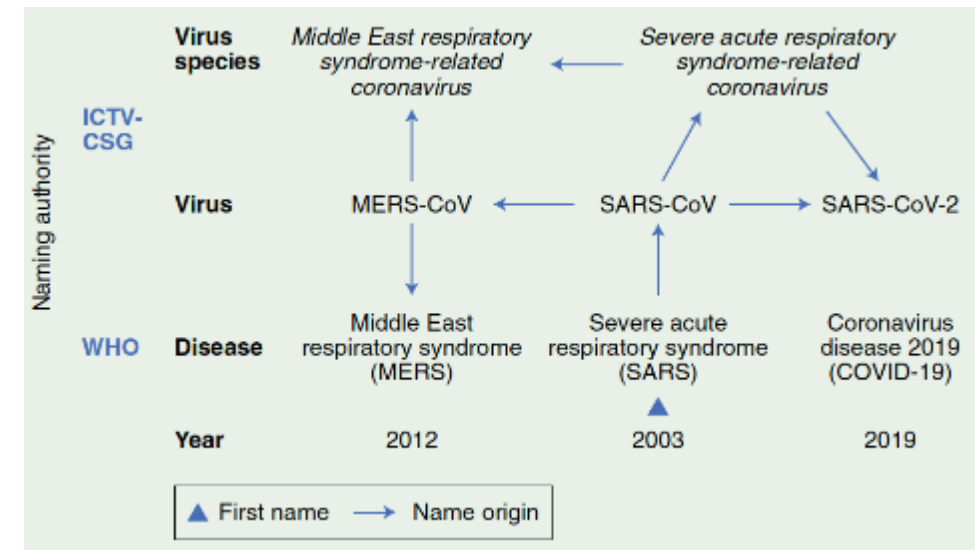 Virus species
Middle East respiratory syndrome-related coronavirus
Severe acute respiratory syndrome-related coronavirus
Naming authority
ICTV-CSG
Virus
MERS-CoV
SARS-CoV
SARS-CoV-2
WHO
Disease
Middle East respiratory syndrome (MERS)
Severe acute respiratory syndrome (SARS)
Coronavirus disease 2019 (COVID-19)
Year
2012
2003
2019
First name
Name origin